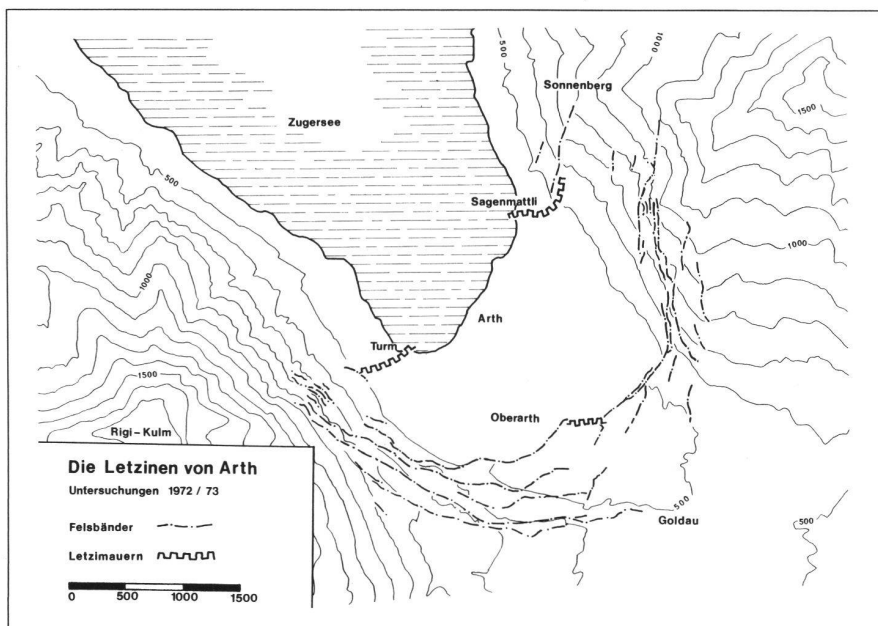 500
1000
Sonnenberg
1500
Zugersee
500
Sagenmattli
1000
1000
Arth
Turm
1500
Oberarth
Rigi–Kulm
500
Goldau
500
Die Letzinen von Arth
Untersuchungen 1972 / 73
Felsbänder
Letzimauern
0 500 1000 1500